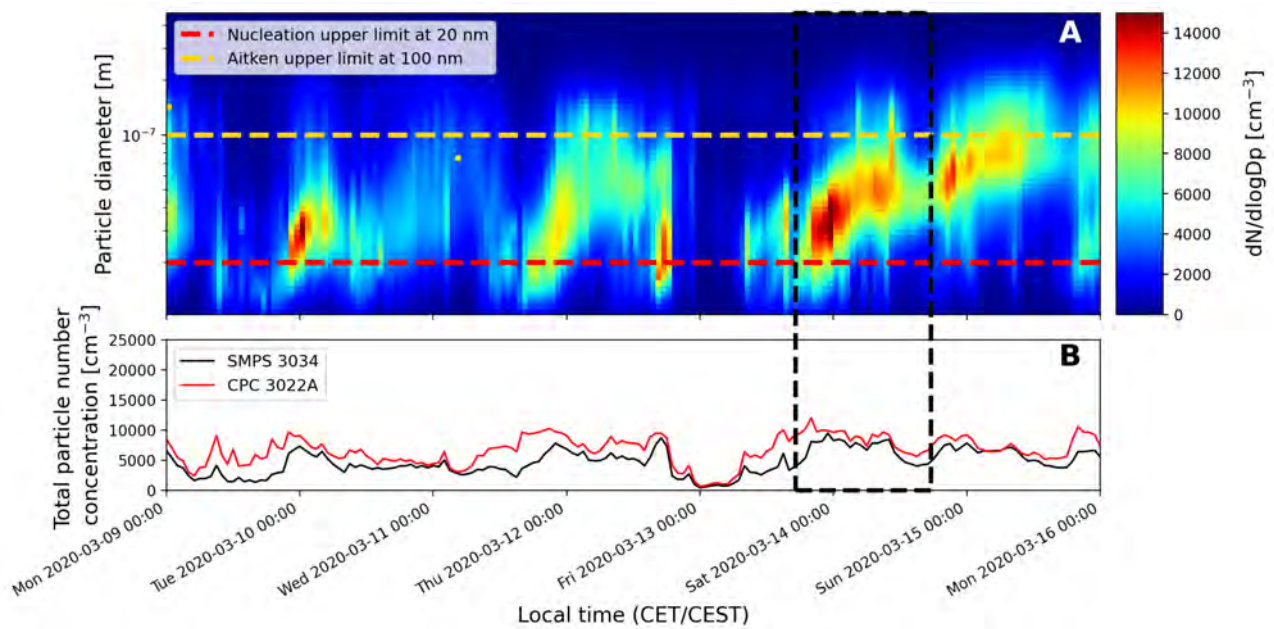 A
Nucleation upper limit at 20 nm
Aitken upper limit at 100 nm
Particle diameter [m]
10⁻⁷
14000
12000
10000
8000
6000
4000
2000
0
dN/dlogDp [cm⁻³]
B
SMPS 3034
CPC 3022A
Total particle number
concentration [cm⁻³]
25000
20000
15000
10000
5000
0
Mon 2020-03-09 00:00
Tue 2020-03-10 00:00
Wed 2020-03-11 00:00
Thu 2020-03-12 00:00
Fri 2020-03-13 00:00
Sat 2020-03-14 00:00
Sun 2020-03-15 00:00
Mon 2020-03-16 00:00
Local time (CET/CEST)